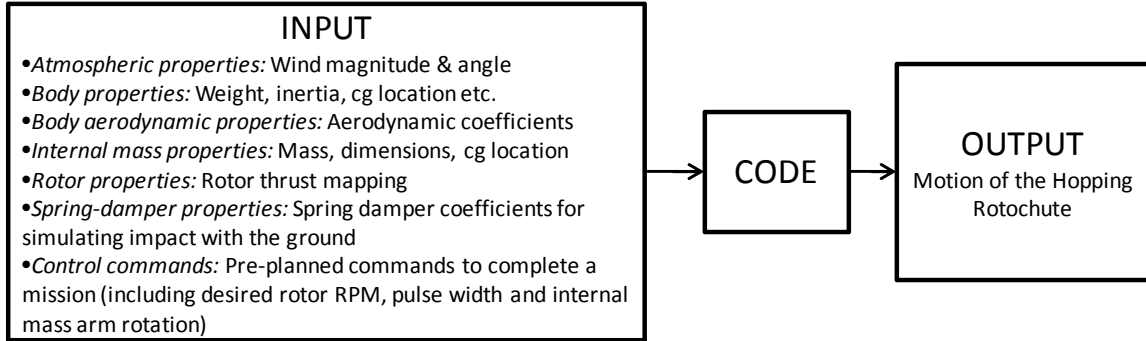 INPUT
•Atmospheric properties: Wind magnitude & angle
•Body properties: Weight, inertia, cg location etc.
•Body aerodynamic properties: Aerodynamic coefficients
•Internal mass properties: Mass, dimensions, cg location
•Rotor properties: Rotor thrust mapping
•Spring-damper properties: Spring damper coefficients for
simulating impact with the ground
•Control commands: Pre-planned commands to complete a
mission (including desired rotor RPM, pulse width and internal
mass arm rotation)
CODE
OUTPUT
Motion of the Hopping
Rotochute